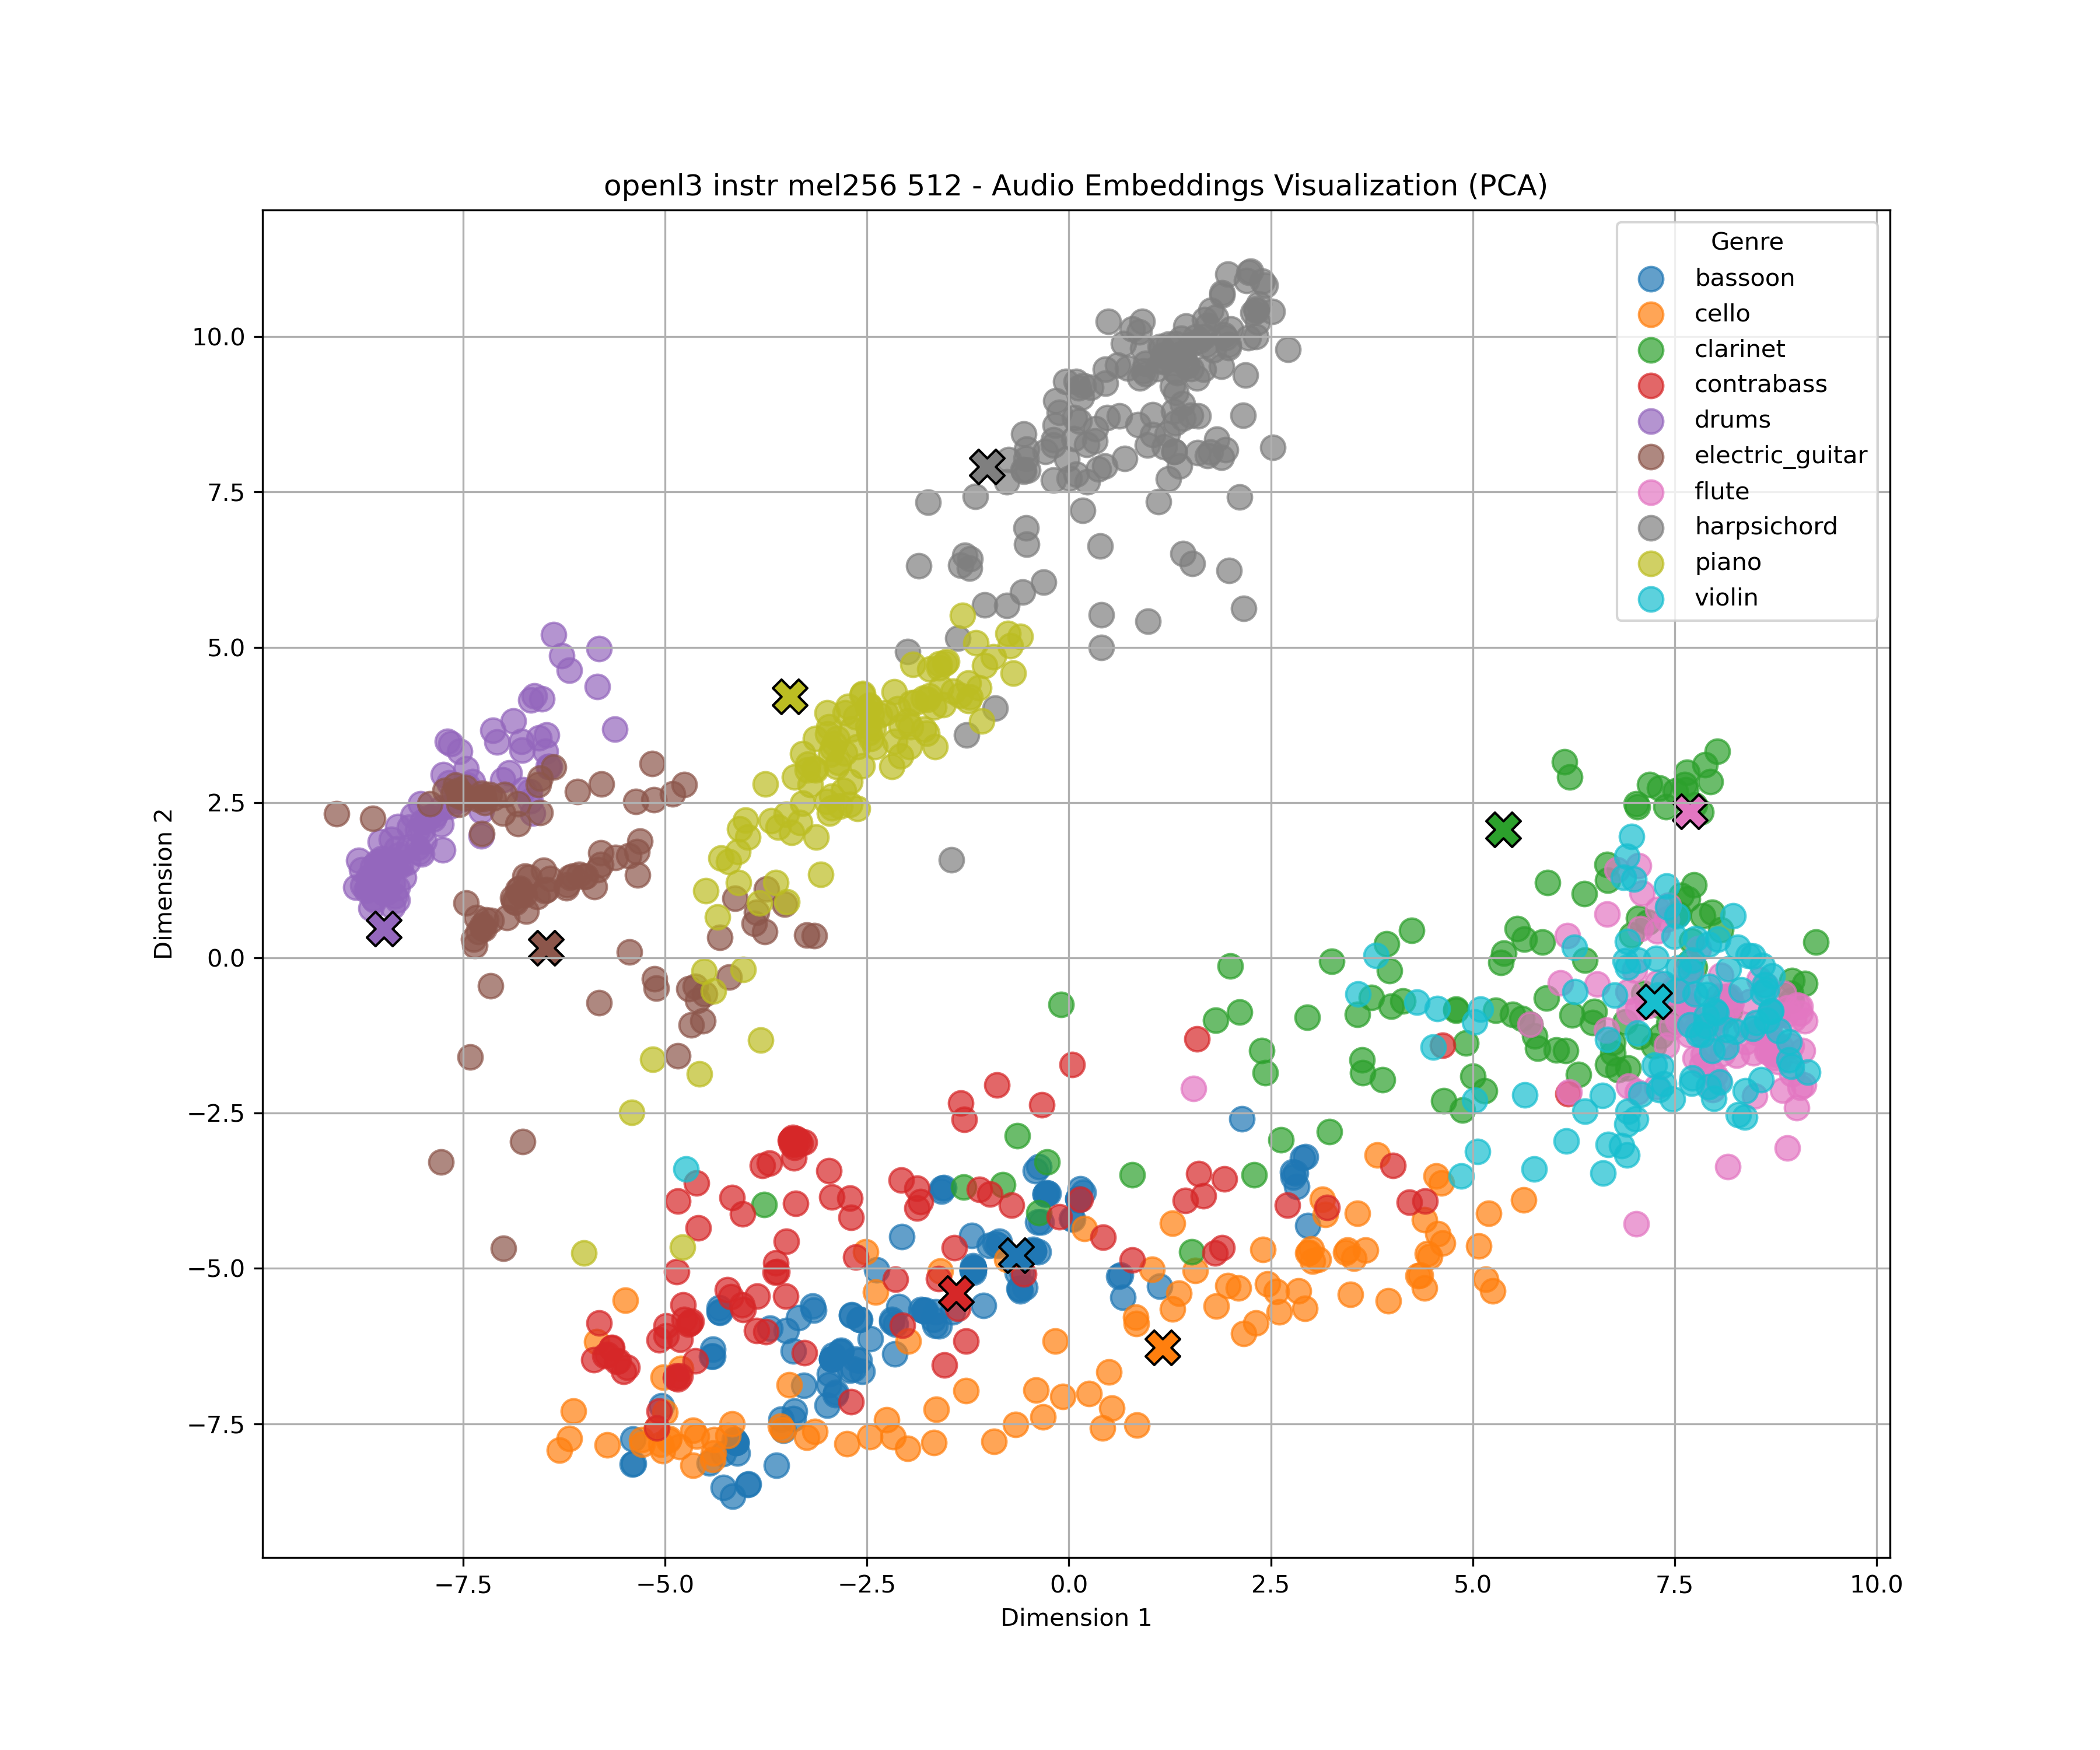 openl3 instr mel256 512 - Audio Embeddings Visualization (PCA)
Genre
bassoon
cello
clarinet
contrabass
drums
electric_guitar
flute
harpsichord
piano
violin
Dimension 2
10.0
7.5
5.0
2.5
0.0
−2.5
−5.0
−7.5
−7.5 −5.0 −2.5 0.0 2.5 5.0 7.5 10.0
Dimension 1